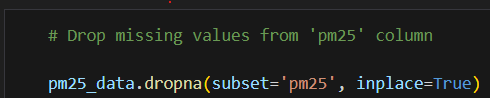 # Drop missing values from 'pm25' column
pm25_data.dropna(subset='pm25', inplace=True)